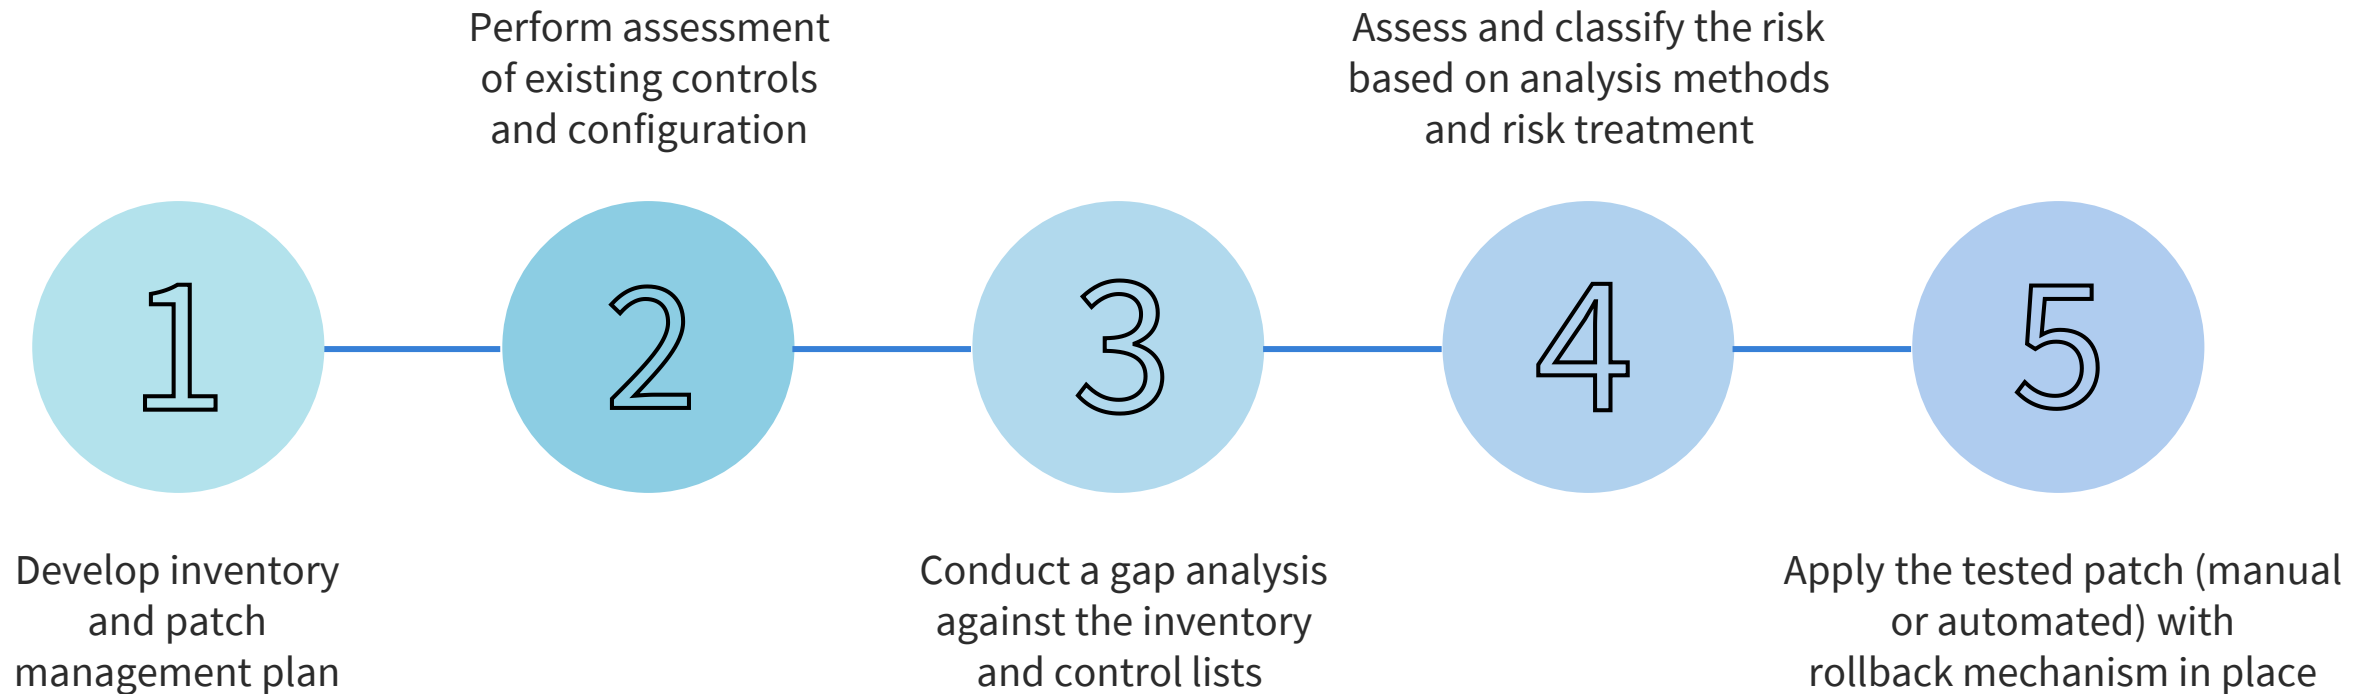 1
Develop inventory
and patch
management plan
2
Perform assessment
of existing controls
and configuration
3
Conduct a gap analysis
against the inventory
and control lists
4
Assess and classify the risk
based on analysis methods
and risk treatment
5
Apply the tested patch (manual
or automated) with
rollback mechanism in place